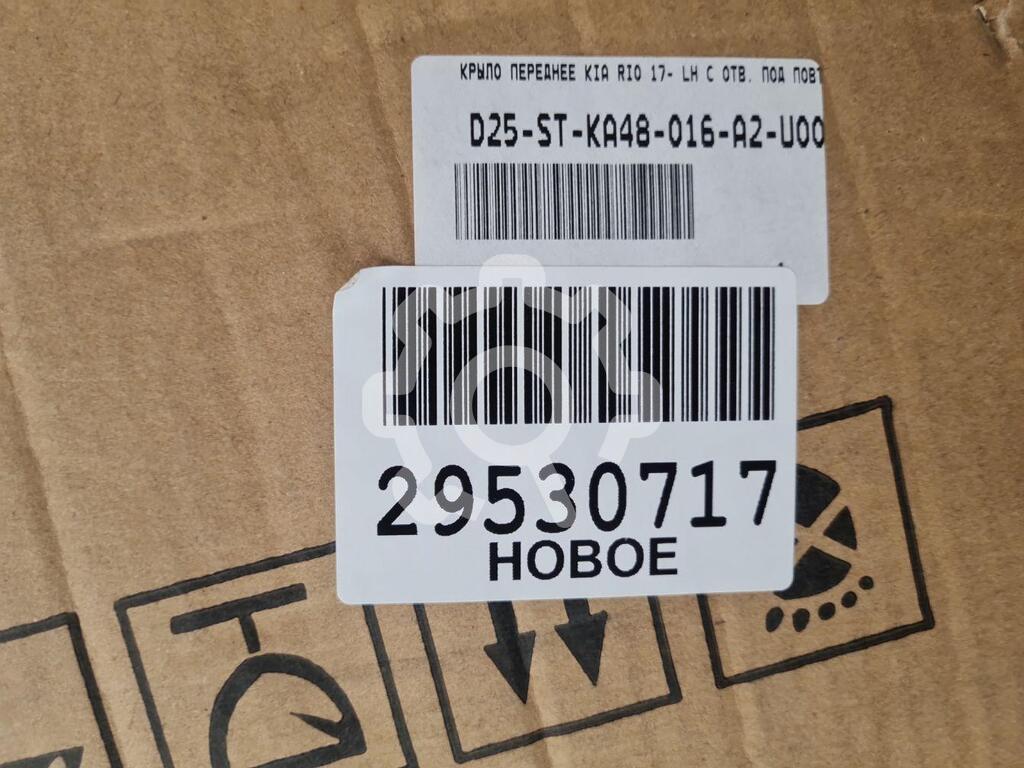 КРЫЛО ПЕРЕДНЕЕ KIA RIO 17- LH С ОТВ. ПОД ПОВТ
D25-ST-KA48-016-A2-U00
29530717
НОВОЕ